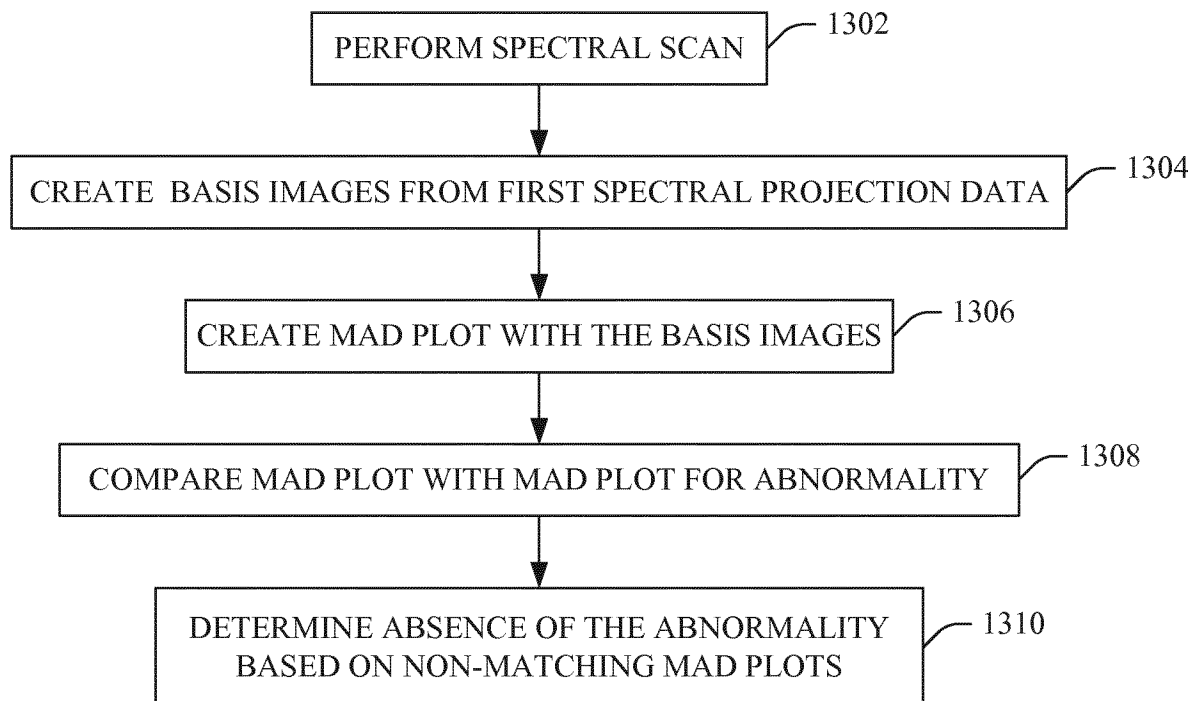 PERFORM SPECTRAL SCAN
1302
CREATE BASIS IMAGES FROM FIRST SPECTRAL PROJECTION DATA
1304
CREATE MAD PLOT WITH THE BASIS IMAGES
1306
COMPARE MAD PLOT WITH MAD PLOT FOR ABNORMALITY
1308
DETERMINE ABSENCE OF THE ABNORMALITY
BASED ON NON-MATCHING MAD PLOTS
1310